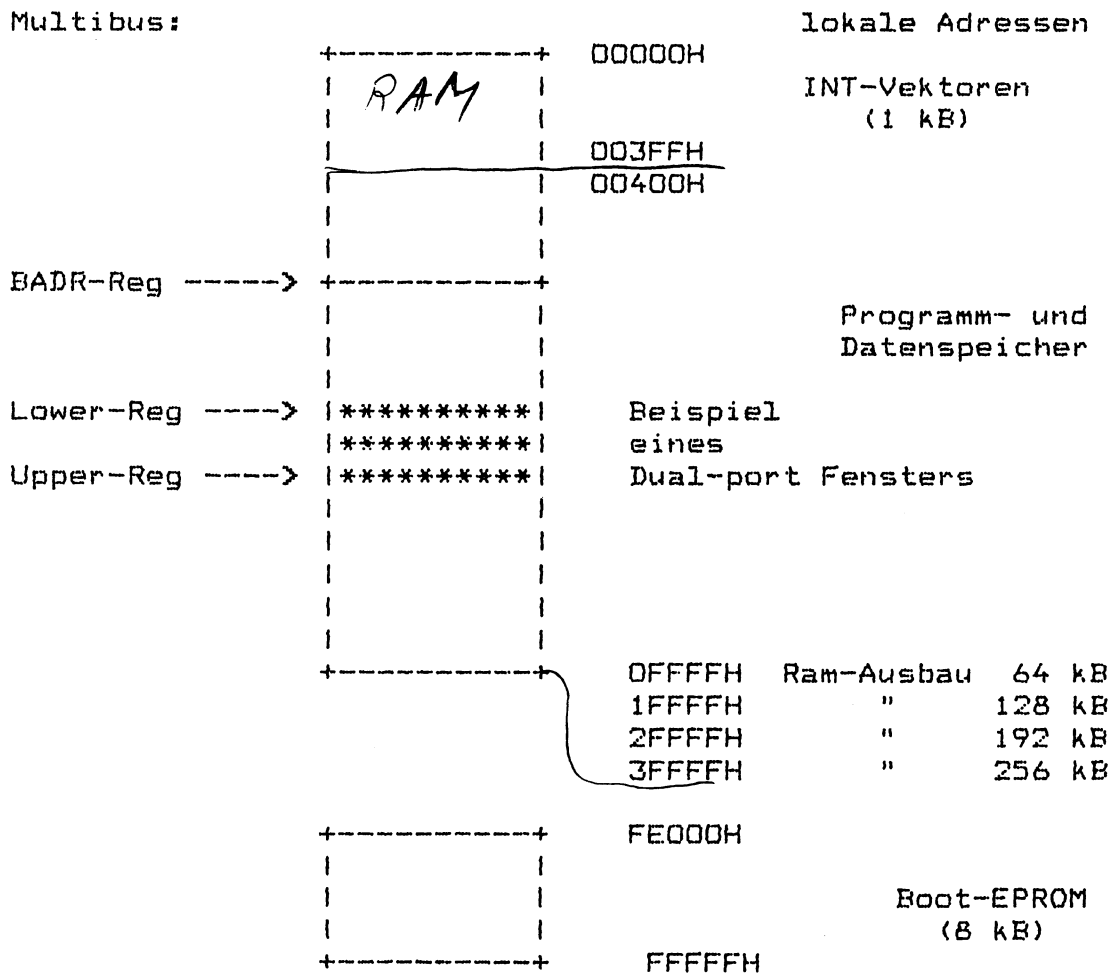 Multibus: lokale Adressen
00000H
RAM INT-Vektoren
(1 kB)
003FFH
00400H
BADR-Reg ----->
Programm- und
Datenspeicher
Lower-Reg ----> |**********| Beispiel
|**********| eines
Upper-Reg ----> |**********| Dual-port Fensters
0FFFFH Ram-Ausbau 64 kB
1FFFFH " 128 kB
2FFFFH " 192 kB
3FFFFH " 256 kB
FE000H
Boot-EPROM
(8 kB)
FFFFFH